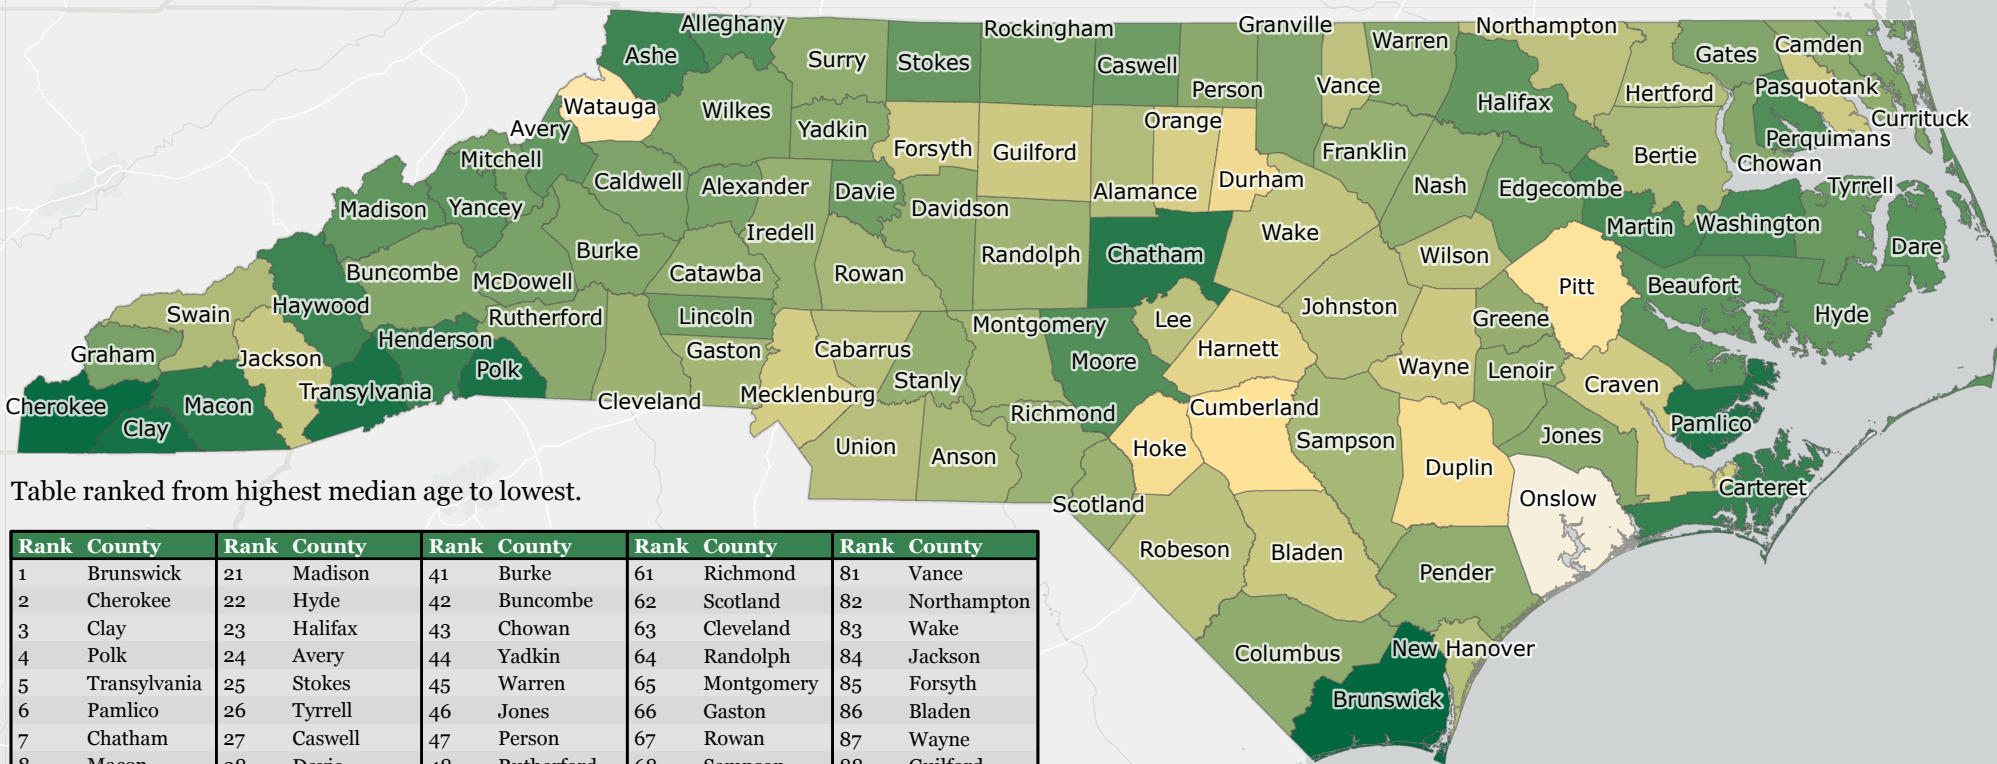 Alleghany
Northampton
Granville
Rockingham
Warren
Camden
Ashe
Gates
Surry
Stokes
Caswell
Vance
Pasquotank
Person
Hertford
Watauga
Wilkes
Halifax
Currituck
Orange
Avery
Yadkin
Perquimans
Forsyth
Guilford
Franklin
Bertie
Mitchell
Chowan
Caldwell
Durham
Alexander
Nash
Edgecombe
Tyrrell
Davie
Alamance
Madison
Yancey
Davidson
Washington
Martin
Iredell
Wake
Dare
Burke
Randolph
Chatham
Wilson
Buncombe
Catawba
Rowan
McDowell
Pitt
Beaufort
Haywood
Johnston
Swain
Rutherford
Lincoln
Lee
Greene
Hyde
Montgomery
Henderson
Gaston
Cabarrus
Harnett
Graham
Jackson
Moore
Wayne
Polk
Lenoir
Stanly
Craven
Transylvania
Mecklenburg
Cleveland
Cherokee
Macon
Cumberland
Richmond
Pamlico
Clay
Jones
Sampson
Union
Hoke
Anson
Duplin
Carteret
Onslow
Scotland
Robeson
Bladen
Pender
New Hanover
Columbus
Brunswick
Table ranked from highest median age to lowest.
Rank County Rank County Rank County Rank County Rank County
1 Brunswick 21 Madison 41 Burke 61 Richmond 81 Vance
2 Cherokee 22 Hyde 42 Buncombe 62 Scotland 82 Northampton
3 Clay 23 Halifax 43 Chowan 63 Cleveland 83 Wake
4 Polk 24 Avery 44 Yadkin 64 Randolph 84 Jackson
5 Transylvania 25 Stokes 45 Warren 65 Montgomery 85 Forsyth
6 Pamlico 26 Tyrrell 46 Jones 66 Gaston 86 Bladen
7 Chatham 27 Caswell 47 Person 67 Rowan 87 Wayne